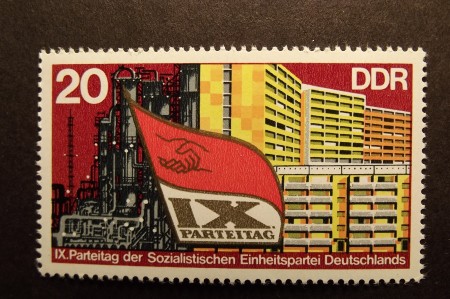 20 DDR
IX.
PARTEITAG
IX.Parteitag der Sozialistischen Einheitspartei Deutschlands